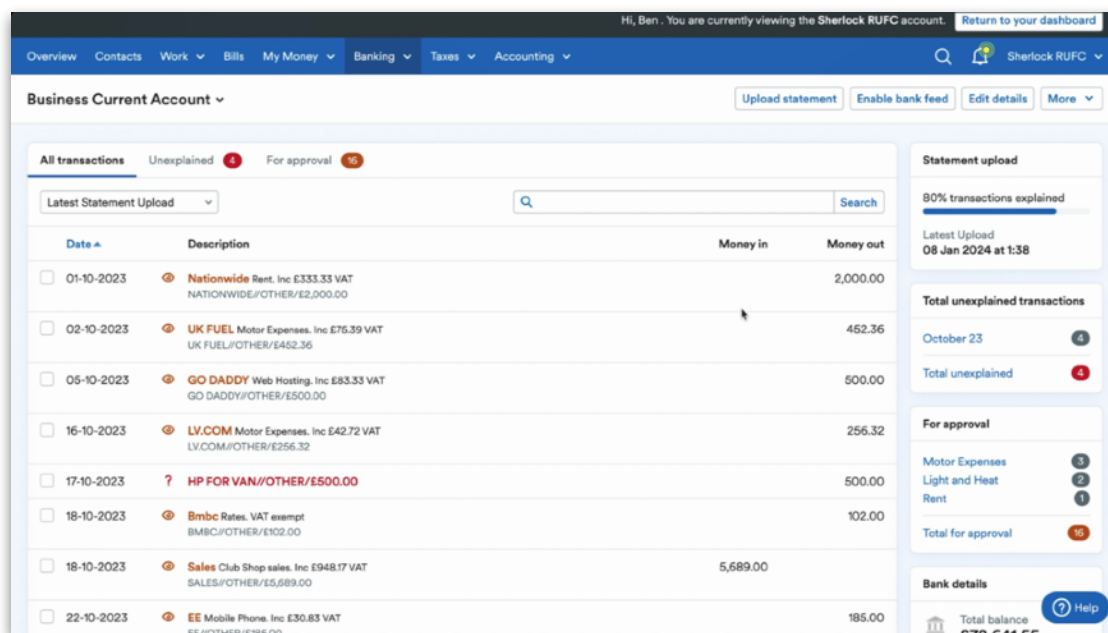 Hi, Ben . You are currently viewing the Sherlock RUFC account. Return to your dashboard
Overview Contacts Work Bills My Money Banking Taxes Accounting Sherlock RUFC
Business Current Account
Upload statement Enable bank feed Edit details More
All transactions Unexplained 4 For approval 16
Latest Statement Upload Search
Date Description Money in Money out
01-10-2023 Nationwide Rent. Inc £333.33 VAT 2,000.00
NATIONWIDE//OTHER/£2,000.00
02-10-2023 UK FUEL Motor Expenses. Inc £75.39 VAT 452.36
UK FUEL//OTHER/£452.36
05-10-2023 GO DADDY Web Hosting. Inc £83.33 VAT 500.00
GO DADDY//OTHER/£500.00
16-10-2023 LV.COM Motor Expenses. Inc £42.72 VAT 256.32
LV.COM//OTHER/£256.32
17-10-2023 ? HP FOR VAN//OTHER/£500.00 500.00
18-10-2023 Bmbc Rates. VAT exempt 102.00
BMBC//OTHER/£102.00
18-10-2023 Sales Club Shop sales. Inc £948.17 VAT 5,689.00
SALES//OTHER/£5,689.00
22-10-2023 EE Mobile Phone. Inc £30.83 VAT 185.00
EE//OTHER/£185.00
Statement upload
80% transactions explained
Latest Upload
08 Jan 2024 at 1:38
Total unexplained transactions
October 23 4
Total unexplained 4
For approval
Motor Expenses 3
Light and Heat 2
Rent 1
Total for approval 16
Bank details
Total balance
? Help